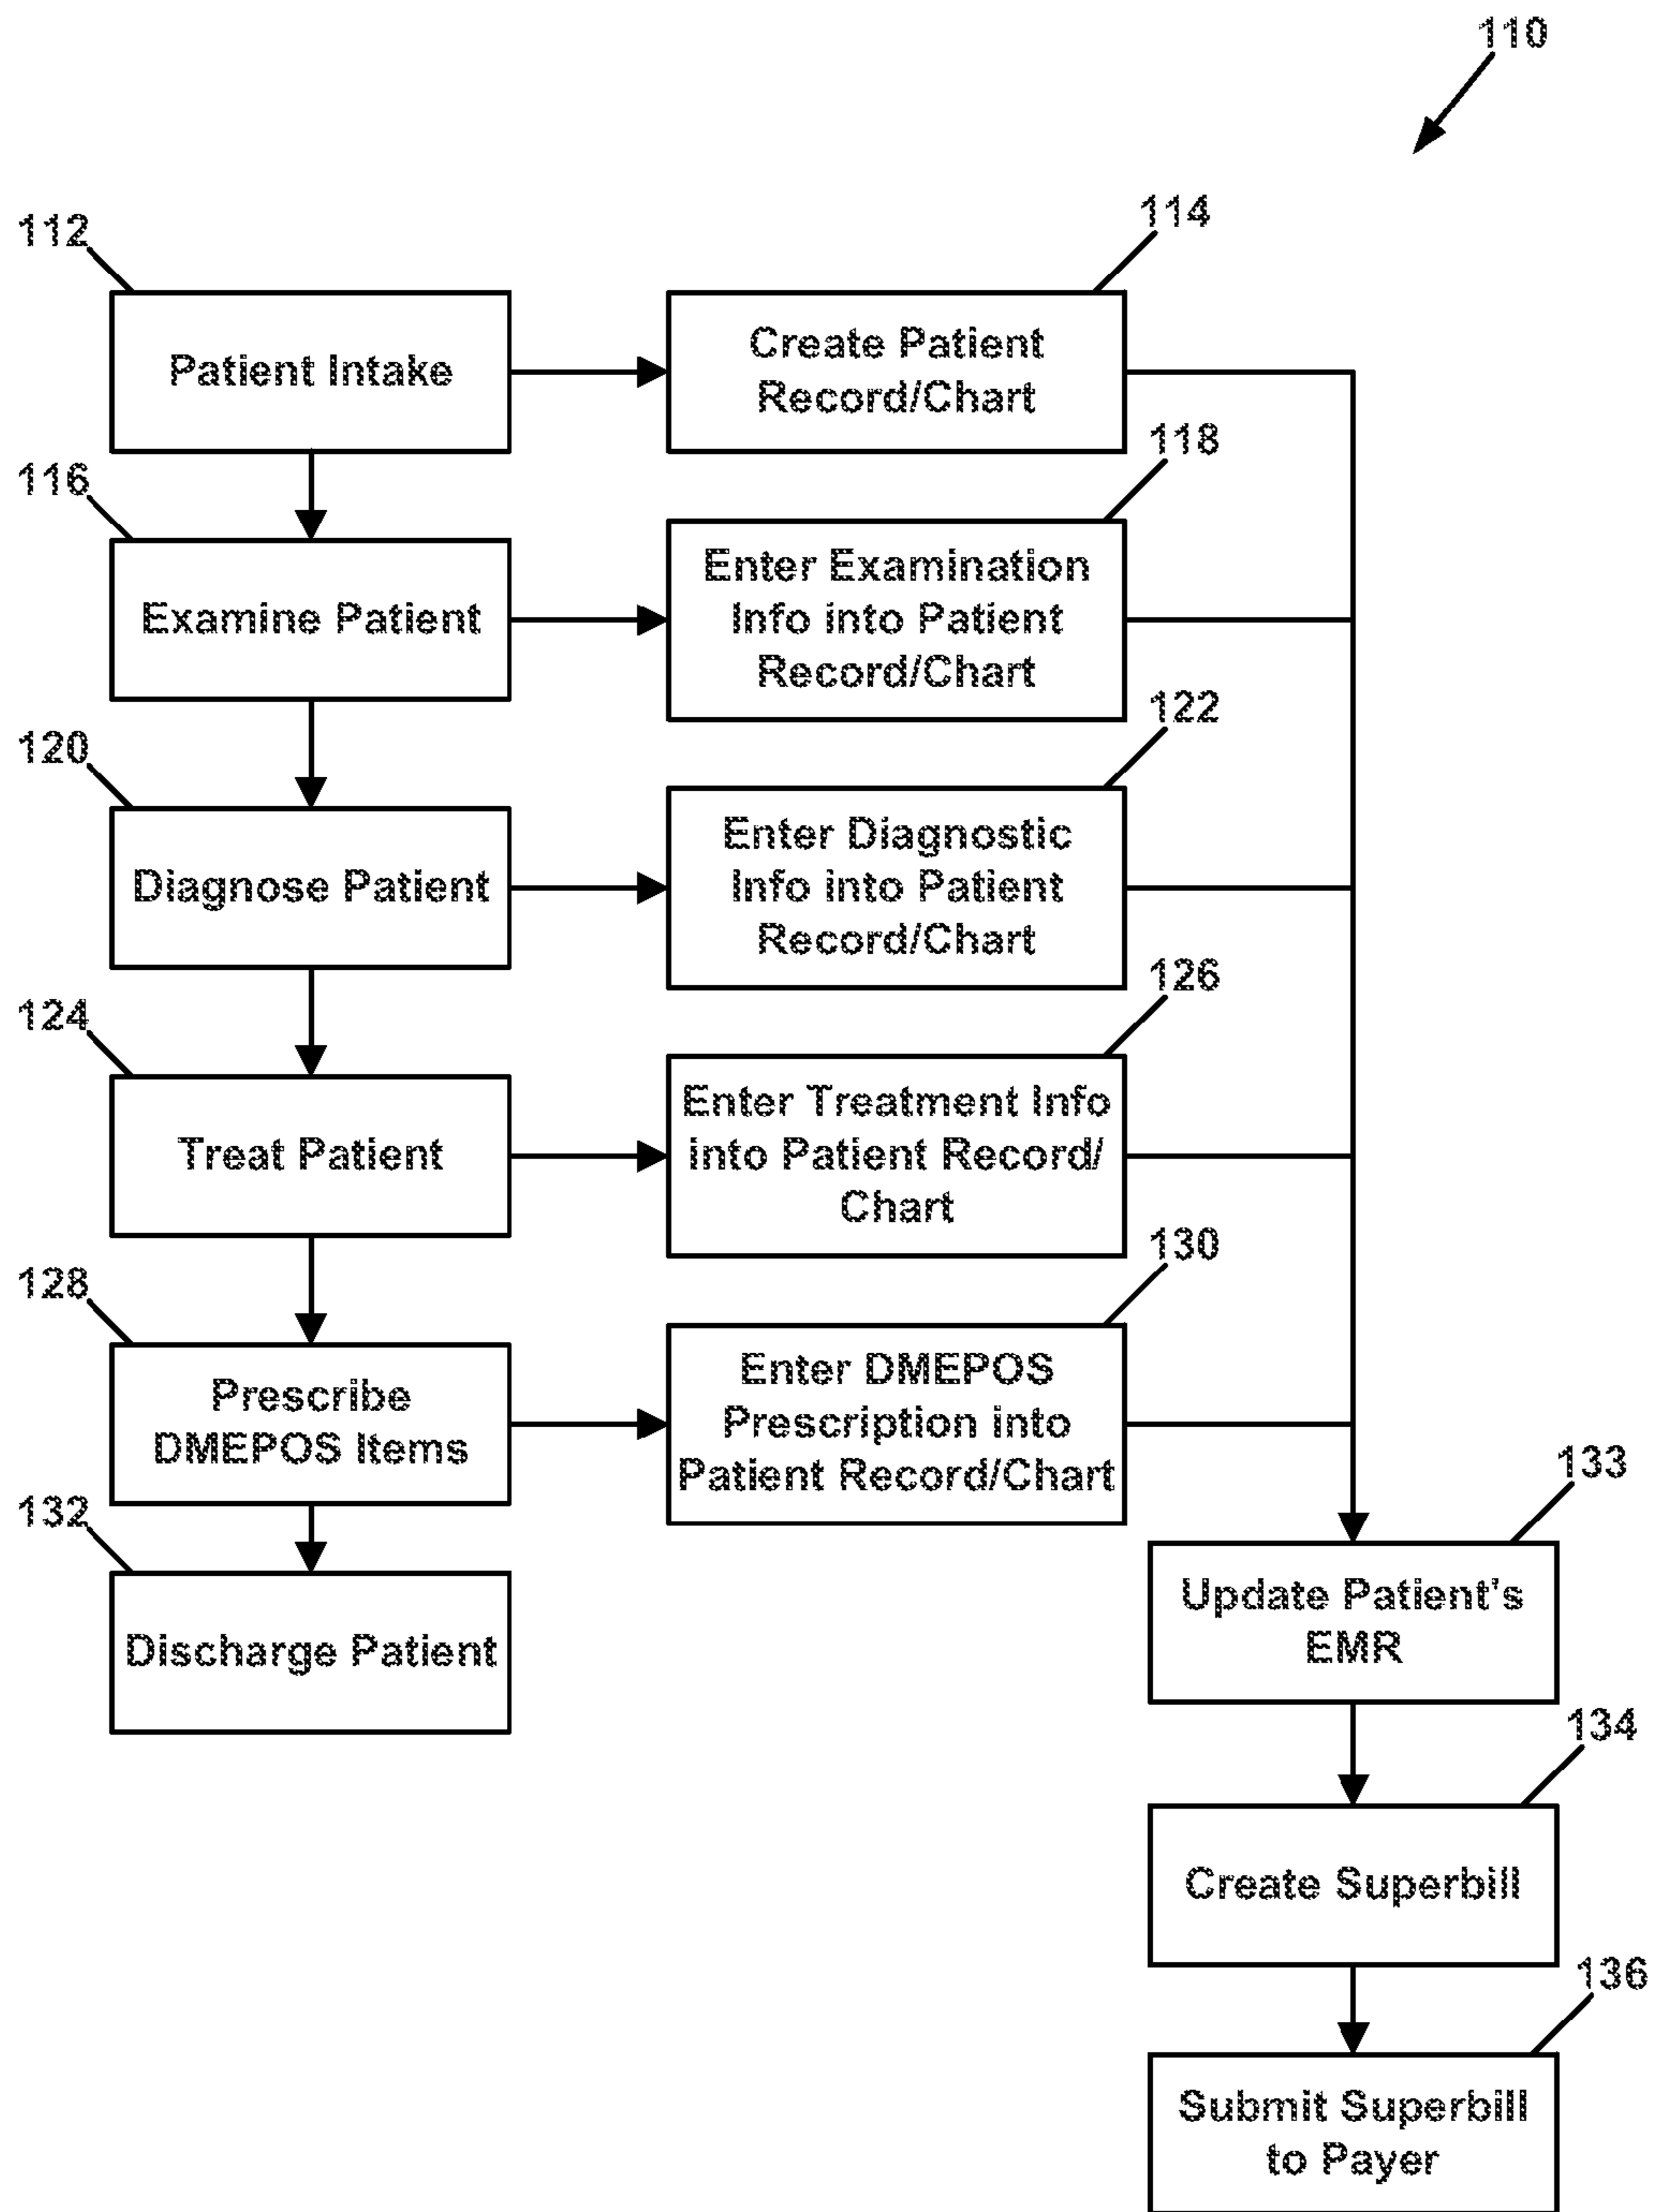 110
112
114
Patient Intake
Create Patient
Record/Chart
116
118
Examine Patient
Enter Examination
Info into Patient
Record/Chart
120
122
Diagnose Patient
Enter Diagnostic
Info into Patient
Record/Chart
124
126
Treat Patient
Enter Treatment Info
into Patient Record/
Chart
128
130
Prescribe
DMEPOS Items
Enter DMEPOS
Prescription into
Patient Record/Chart
132
133
Discharge Patient
Update Patient's
EMR
134
Create Superbill
136
Submit Superbill
to Payer